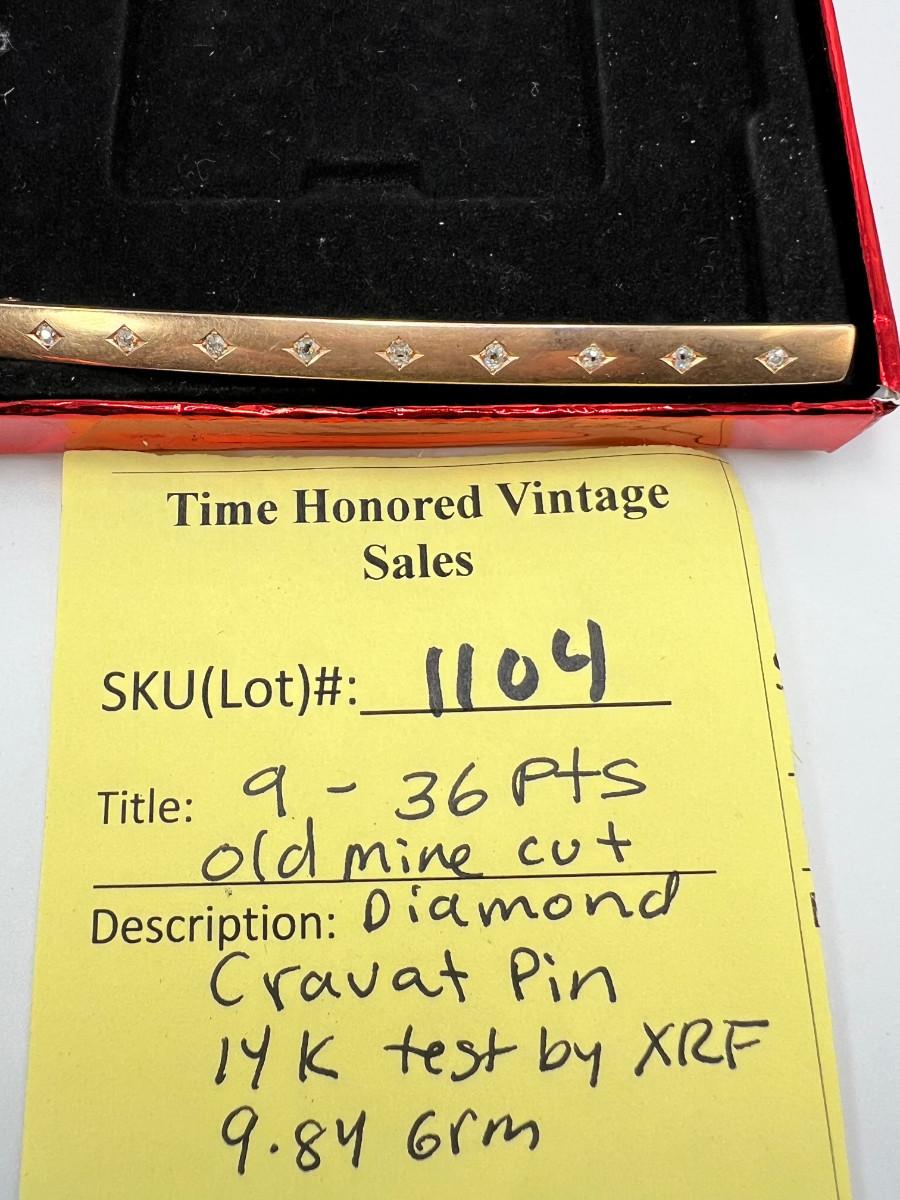 Time Honored Vintage
Sales
SKU(Lot)#: 1104
Title: 9 - 36 Pts
old mine cut
Description: Diamond
Cravat Pin
14K test by XRF
9.84 Grm